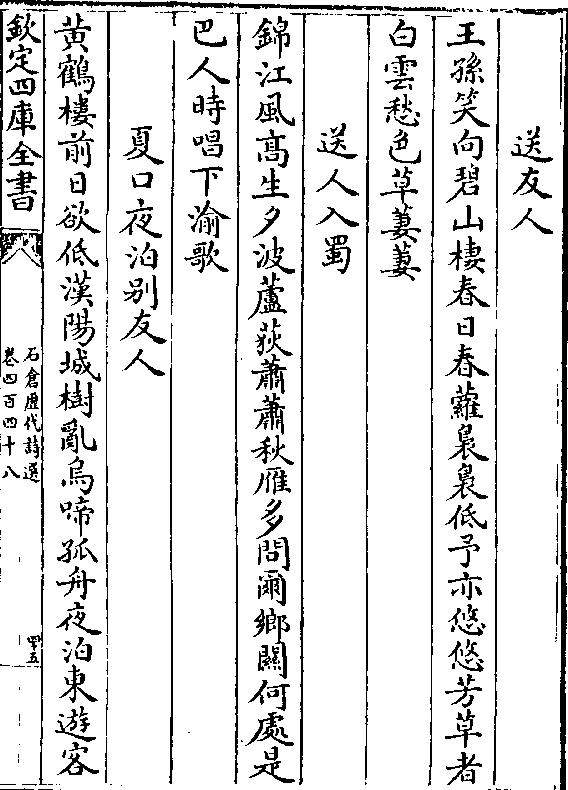 送友人
王孫笑向碧山棲春日春蘿裊裊低予亦悠悠芳草者
白雲愁色草萋萋
送人入蜀
錦江風髙生夕波蘆荻蕭蕭秋雁多問爾鄉關何處是
巴人時唱下渝歌
夏口夜泊别友人
黄鶴樓前日欲低漢陽城樹亂烏啼孤舟夜泊東遊客
欽定四庫全書
石倉歴代詩選
卷四百四十八
四十五